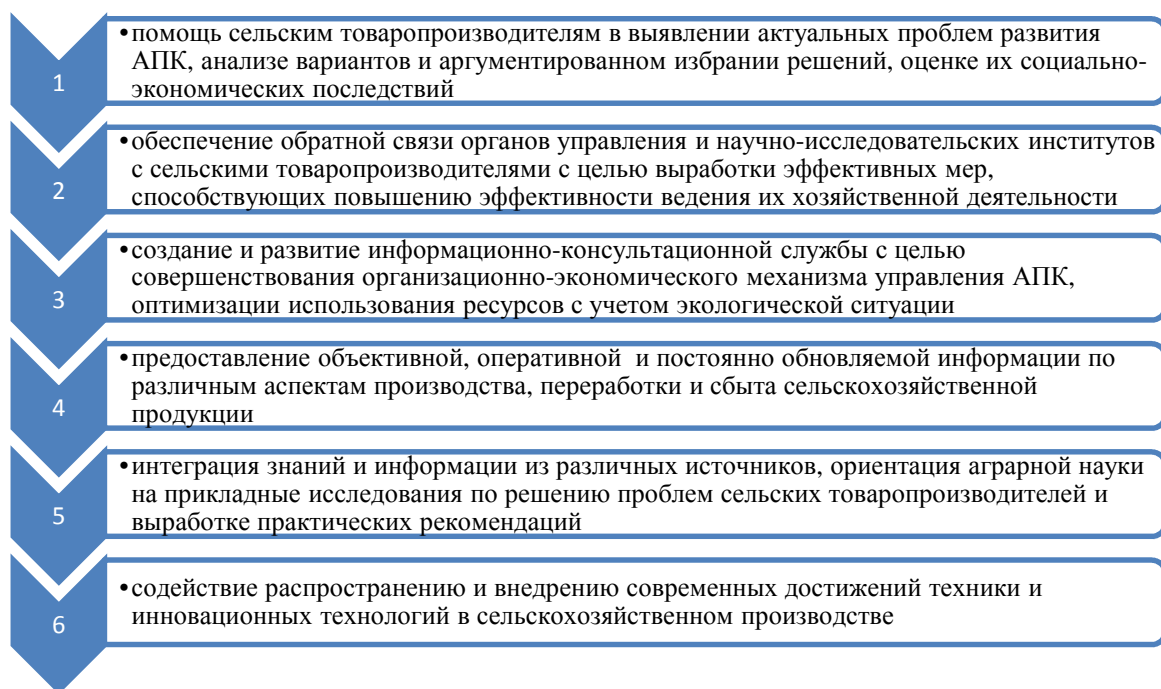 1
•помощь сельским товаропроизводителям в выявлении актуальных проблем развития
АПК, анализе вариантов и аргументированном избрании решений, оценке их социально-
экономических последствий
2
•обеспечение обратной связи органов управления и научно-исследовательских институтов
с сельскими товаропроизводителями с целью выработки эффективных мер,
способствующих повышению эффективности ведения их хозяйственной деятельности
3
•создание и развитие информационно-консультационной службы с целью
совершенствования организационно-экономического механизма управления АПК,
оптимизации использования ресурсов с учетом экологической ситуации
4
•предоставление объективной, оперативной и постоянно обновляемой информации по
различным аспектам производства, переработки и сбыта сельскохозяйственной
продукции
5
•интеграция знаний и информации из различных источников, ориентация аграрной науки
на прикладные исследования по решению проблем сельских товаропроизводителей и
выработке практических рекомендаций
6
•содействие распространению и внедрению современных достижений техники и
инновационных технологий в сельскохозяйственном производстве